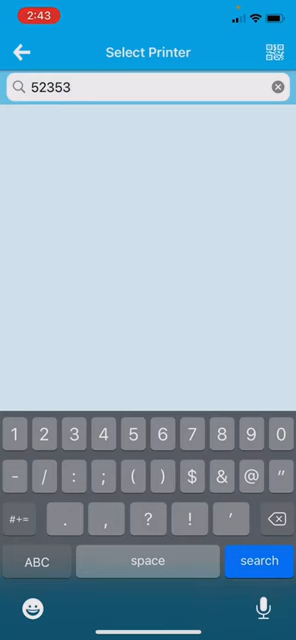 2:43
Select Printer
52353
1 2 3 4 5 6 7 8 9 0
- / : ; ( ) $ & @ "
#+= . , ? ! '
ABC space search